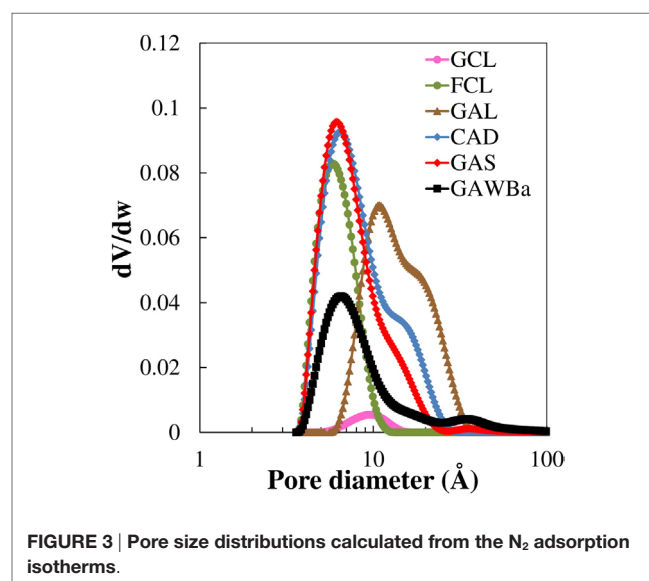 0.12
0.1
0.08
0.06
0.04
0.02
0
dV/dw
GCL
FCL
GAL
CAD
GAS
GAWBa
1 10 100
Pore diameter (Å)
FIGURE 3 | Pore size distributions calculated from the N₂ adsorption
isotherms.